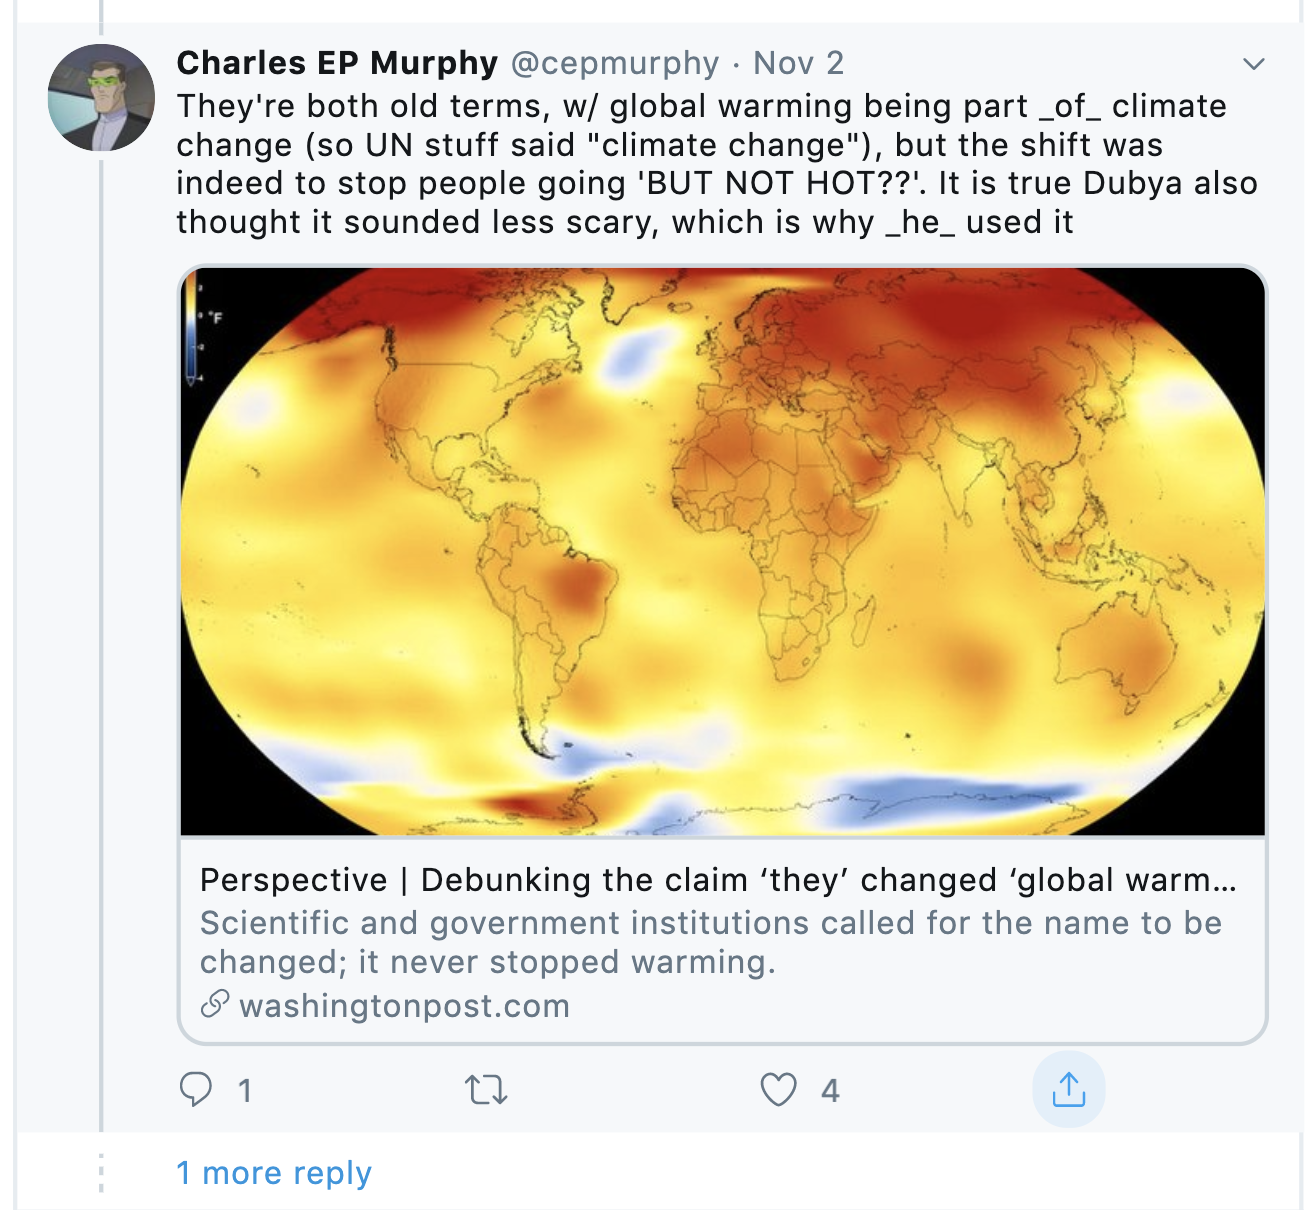 Charles EP Murphy @cepmurphy · Nov 2
They're both old terms, w/ global warming being part _of_ climate
change (so UN stuff said "climate change"), but the shift was
indeed to stop people going 'BUT NOT HOT??'. It is true Dubya also
thought it sounded less scary, which is why _he_ used it
°F
Perspective | Debunking the claim ‘they’ changed ‘global warm...
Scientific and government institutions called for the name to be
changed; it never stopped warming.
washingtonpost.com
1 4
1 more reply